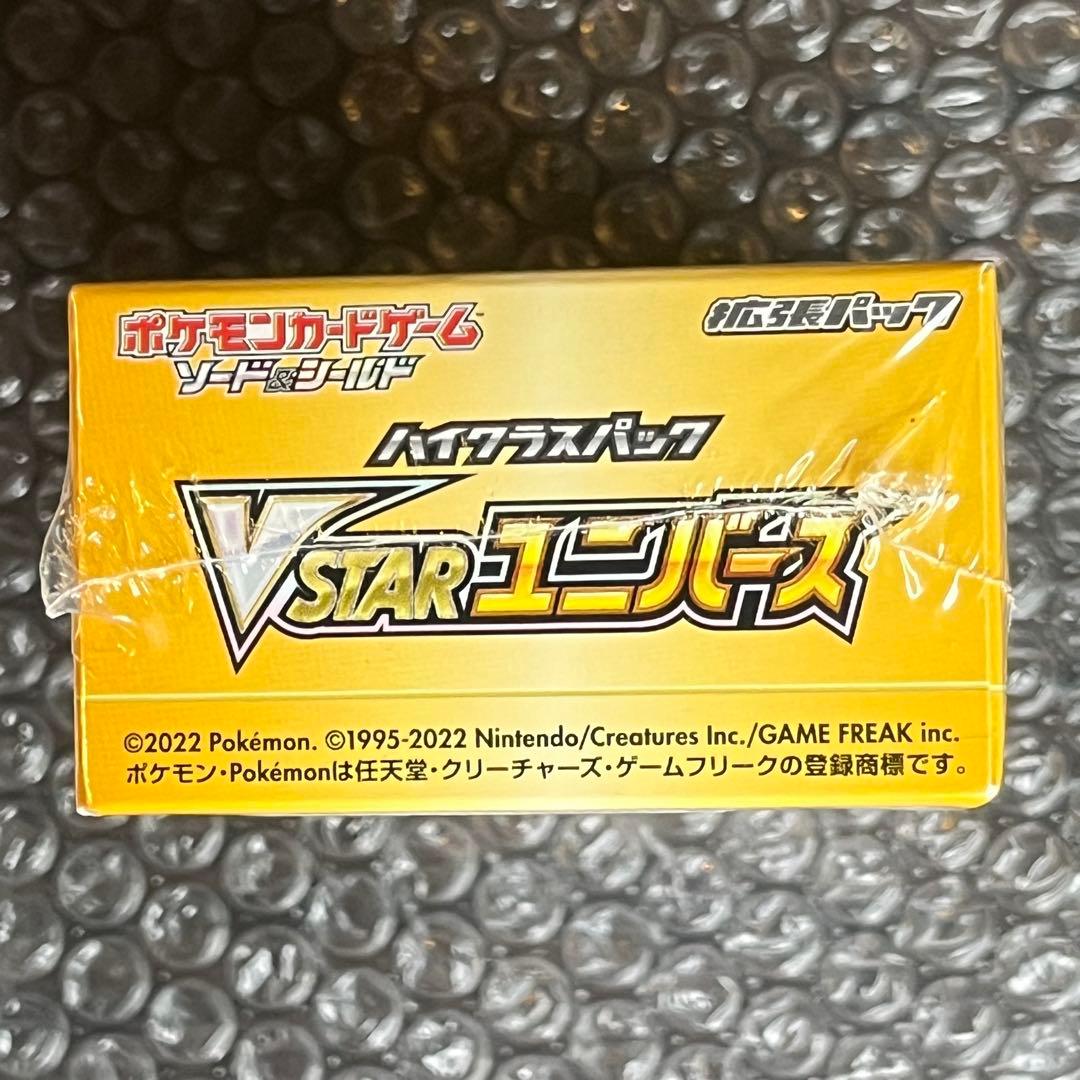 ポケモンカードゲーム 拡張パック
ソード&シールド
ハイクラスパック
VSTARユニバース
©2022 Pokémon. ©1995-2022 Nintendo/Creatures Inc./GAME FREAK inc.
ポケモン・Pokémonは任天堂・クリーチャーズ・ゲームフリークの登録商標です。